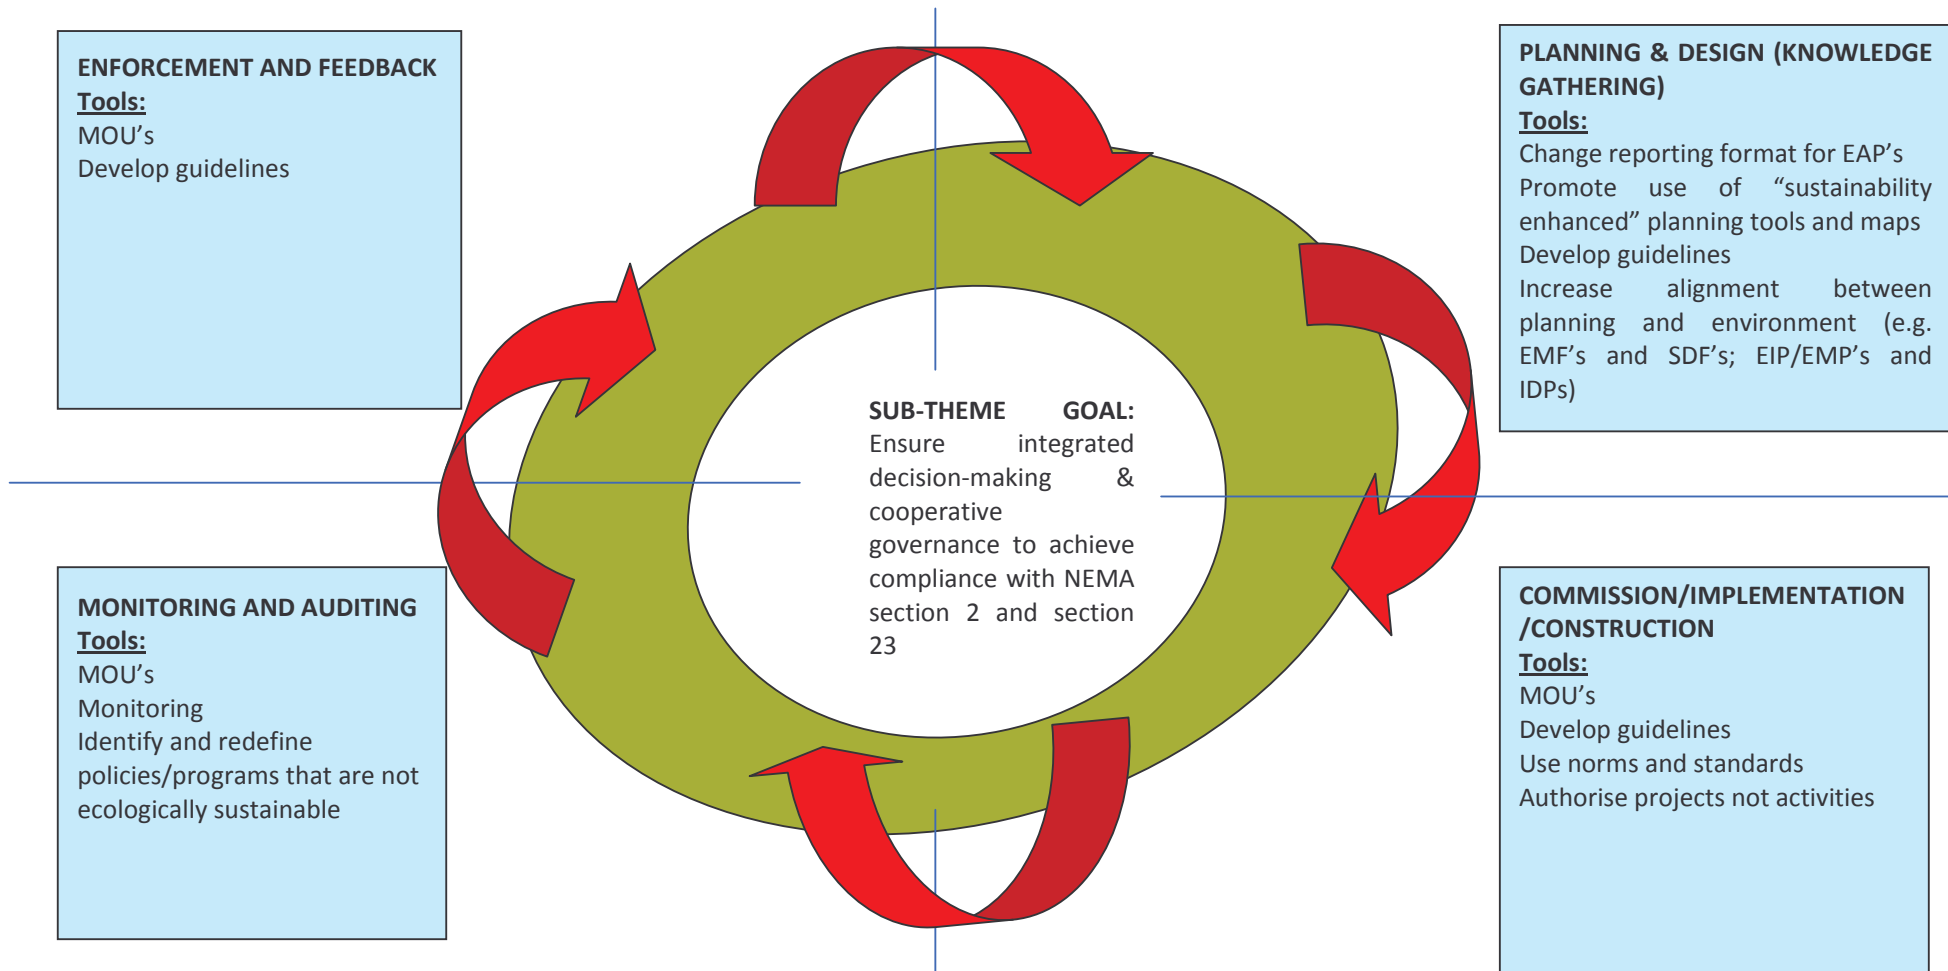 ENFORCEMENT AND FEEDBACK
Tools:
MOU’s
Develop guidelines
PLANNING & DESIGN (KNOWLEDGE
GATHERING)
Tools:
Change reporting format for EAP’s
Promote use of “sustainability
enhanced” planning tools and maps
Develop guidelines
Increase alignment between
planning and environment (e.g.
EMF’s and SDF’s; EIP/EMP’s and
IDPs)
SUB-THEME GOAL:
Ensure integrated
decision-making &
cooperative
governance to achieve
compliance with NEMA
section 2 and section
23
MONITORING AND AUDITING
Tools:
MOU’s
Monitoring
Identify and redefine
policies/programs that are not
ecologically sustainable
COMMISSION/IMPLEMENTATION
/CONSTRUCTION
Tools:
MOU’s
Develop guidelines
Use norms and standards
Authorise projects not activities